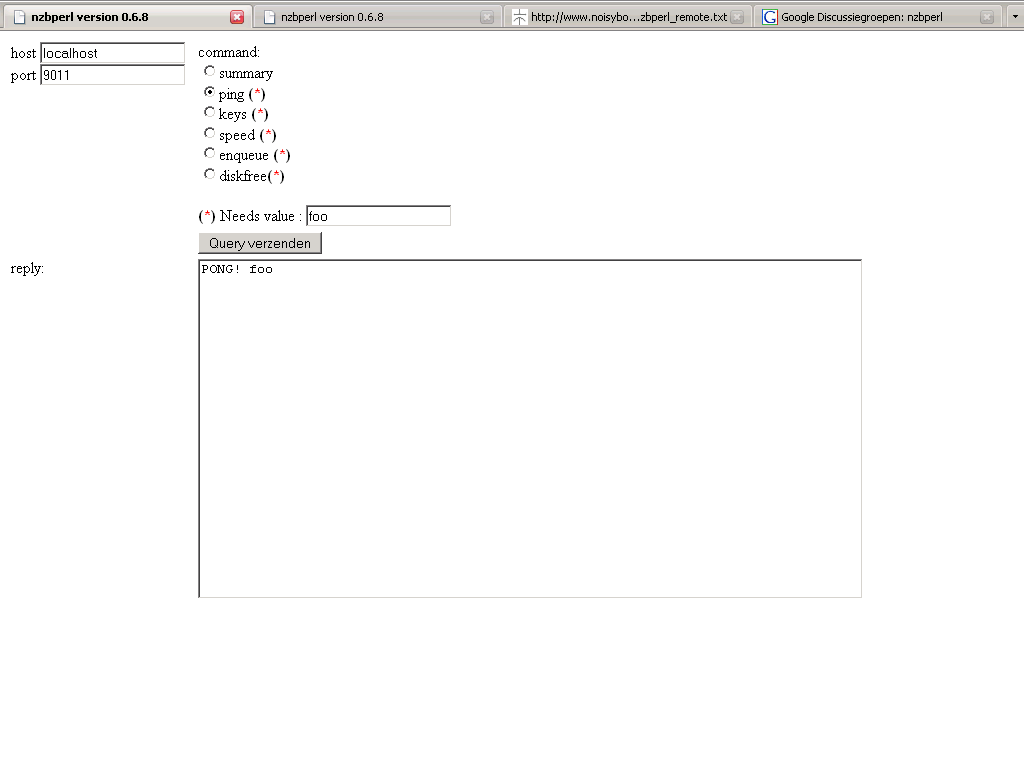 nzbperl version 0.6.8
nzbperl version 0.6.8
http://www.noisybo...zbperl_remote.txt
Google Discussiegroepen: nzbperl
host localhost
port 9011
command:
summary
ping (*)
keys (*)
speed (*)
enqueue (*)
diskfree(*)
(*) Needs value : foo
Query verzenden
reply:
PONG! foo